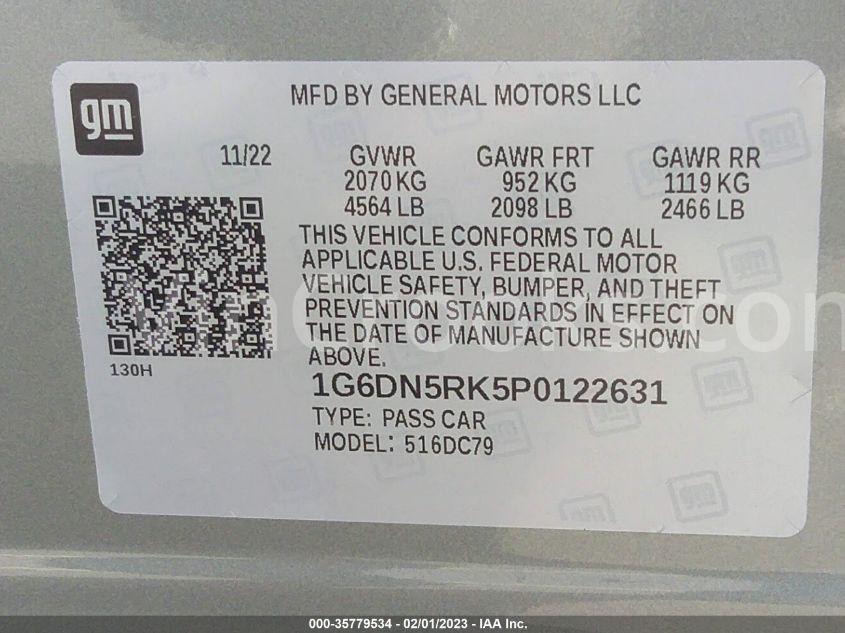 gm
MFD BY GENERAL MOTORS LLC
11/22 GVWR GAWR FRT GAWR RR
2070 KG 952 KG 1119 KG
4564 LB 2098 LB 2466 LB
THIS VEHICLE CONFORMS TO ALL
APPLICABLE U.S. FEDERAL MOTOR
VEHICLE SAFETY, BUMPER, AND THEFT
PREVENTION STANDARDS IN EFFECT ON
THE DATE OF MANUFACTURE SHOWN
ABOVE.
130H
1G6DN5RK5P0122631
TYPE: PASS CAR
MODEL: 516DC79
000-35779534 - 02/01/2023 - IAA Inc.